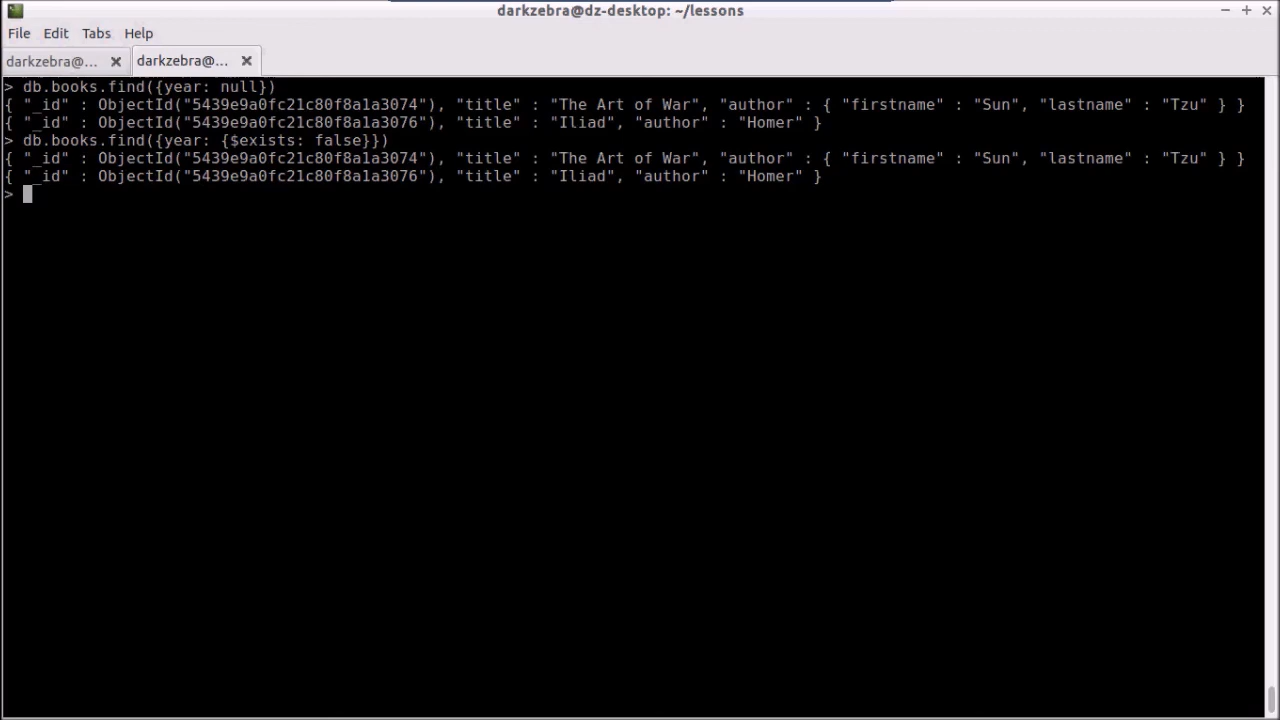 darkzebra@dz-desktop: ~/lessons
File Edit Tabs Help
darkzebra@... darkzebra@...
> db.books.find({year: null})
{ "_id" : ObjectId("5439e9a0fc21c80f8a1a3074"), "title" : "The Art of War", "author" : { "firstname" : "Sun", "lastname" : "Tzu" } }
{ "_id" : ObjectId("5439e9a0fc21c80f8a1a3076"), "title" : "Iliad", "author" : "Homer" }
> db.books.find({year: {$exists: false}})
{ "_id" : ObjectId("5439e9a0fc21c80f8a1a3074"), "title" : "The Art of War", "author" : { "firstname" : "Sun", "lastname" : "Tzu" } }
{ "_id" : ObjectId("5439e9a0fc21c80f8a1a3076"), "title" : "Iliad", "author" : "Homer" }
>